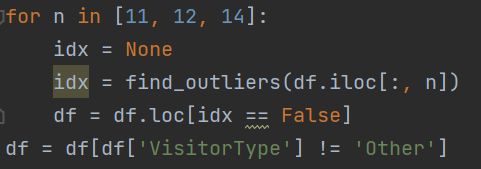 for n in [11, 12, 14]:
    idx = None
    idx = find_outliers(df.iloc[:, n])
    df = df.loc[idx == False]
df = df[df['VisitorType'] != 'Other']